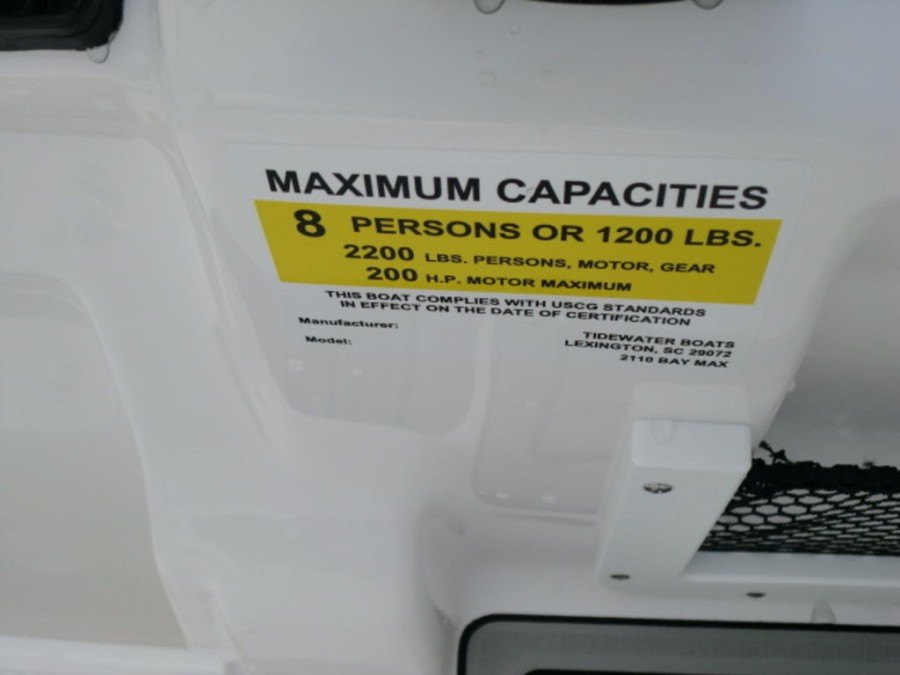 MAXIMUM CAPACITIES
8 PERSONS OR 1200 LBS.
2200 LBS. PERSONS, MOTOR, GEAR
200 H.P. MOTOR MAXIMUM
THIS BOAT COMPLIES WITH USCG STANDARDS
IN EFFECT ON THE DATE OF CERTIFICATION
Manufacturer: TIDEWATER BOATS
LEXINGTON, SC 29072
Model: 2110 BAY MAX